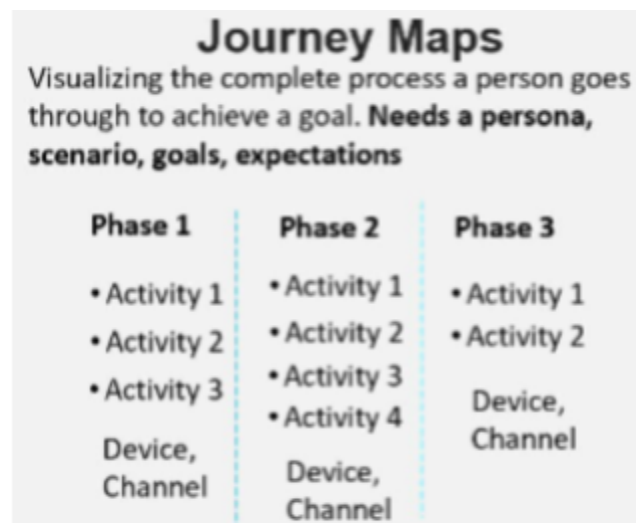 Journey Maps
Visualizing the complete process a person goes
through to achieve a goal. Needs a persona,
scenario, goals, expectations
Phase 1
• Activity 1
• Activity 2
• Activity 3
Device,
Channel
Phase 2
• Activity 1
• Activity 2
• Activity 3
• Activity 4
Device,
Channel
Phase 3
• Activity 1
• Activity 2
Device,
Channel